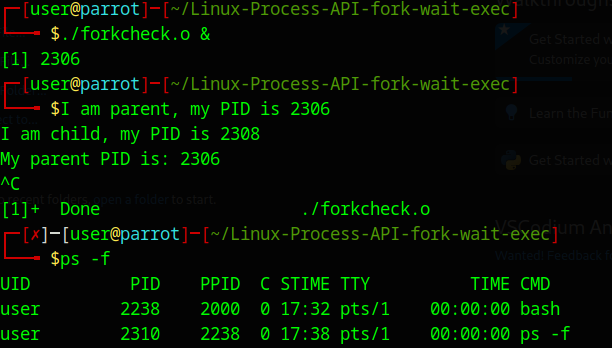 ┌─[user@parrot]─[~/Linux-Process-API-fork-wait-exec]
└──╼ $./forkcheck.o &
[1] 2306
┌─[user@parrot]─[~/Linux-Process-API-fork-wait-exec]
└──╼ $I am parent, my PID is 2306
I am child, my PID is 2308
My parent PID is: 2306
^C
[1]+  Done                    ./forkcheck.o
┌─[✗]─[user@parrot]─[~/Linux-Process-API-fork-wait-exec]
└──╼ $ps -f
UID          PID    PPID  C STIME TTY          TIME CMD
user        2238    2000  0 17:32 pts/1    00:00:00 bash
user        2310    2238  0 17:38 pts/1    00:00:00 ps -f
Get Started w
Customize you
Learn the Fun
Get Started w
open a folder to start.
VSCodium An
Wanted! Feedback f